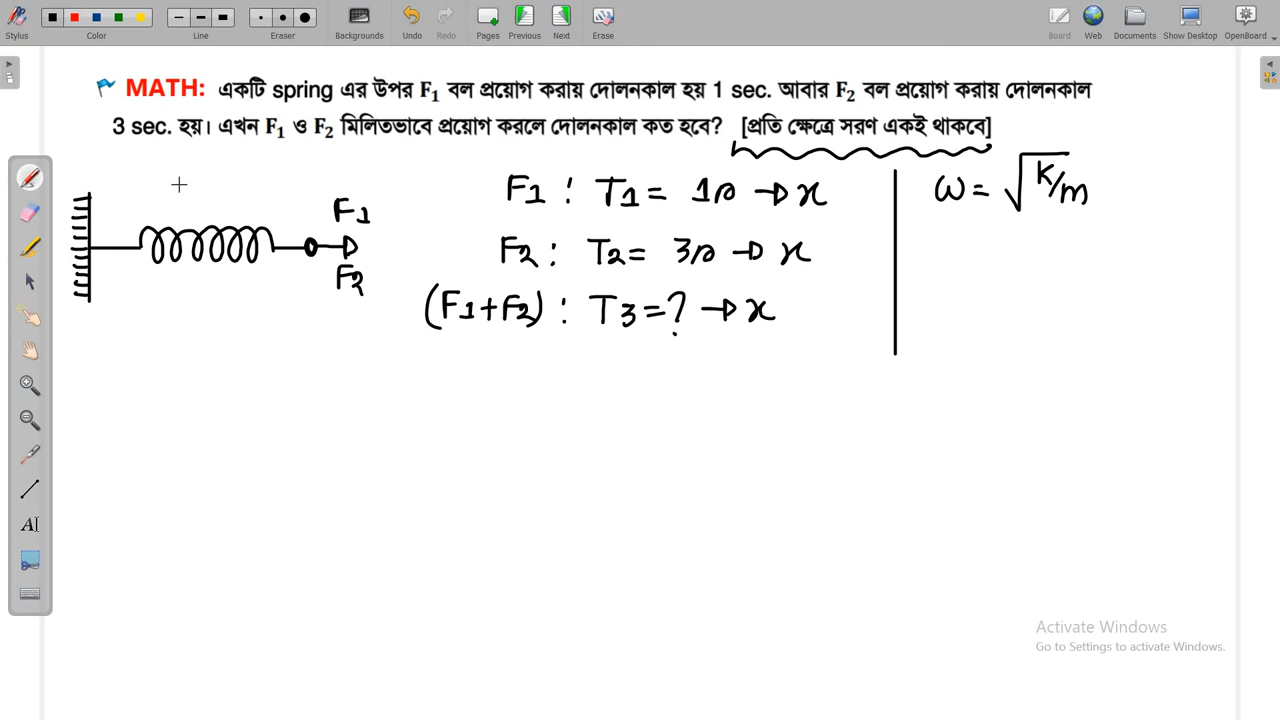 Stylus
Color
Line
Eraser
Backgrounds
Undo
Redo
Pages
Previous
Next
Erase
Board
Web
Documents
Show Desktop
OpenBoard
MATH: একটি spring এর উপর F₁ বল প্রয়োগ করায় দোলনকাল হয় 1 sec. আবার F₂ বল প্রয়োগ করায় দোলনকাল
3 sec. হয়। এখন F₁ ও F₂ মিলিতভাবে প্রয়োগ করলে দোলনকাল কত হবে? [প্রতি ক্ষেত্রে সরণ একই থাকবে]
F1
F2
F1 : T1 = 1s → x
F2 : T2 = 3s → x
(F1+F2) : T3 = ? → x
ω = √K/m
AI
Activate Windows
Go to Settings to activate Windows.